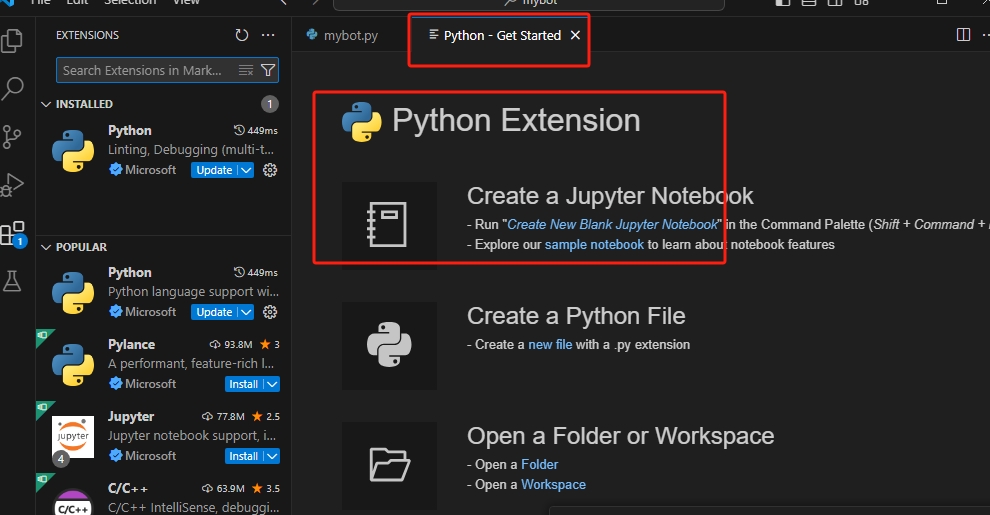 File Edit Selection View
mybot
EXTENSIONS
mybot.py
Python - Get Started
Search Extensions in Mark...
INSTALLED
1
Python
449ms
Linting, Debugging (multi-t...
Microsoft
Update
1
POPULAR
Python
449ms
Python language support wi...
Microsoft
Update
Pylance
93.8M
3
A performant, feature-rich l...
Microsoft
Install
Jupyter
77.8M
2.5
jupyter
Jupyter notebook support, i...
4
Microsoft
Install
C/C++
63.9M
3.5
C/C++
C/C++ IntelliSense, debuggi...
Python Extension
Create a Jupyter Notebook
- Run "Create New Blank Jupyter Notebook" in the Command Palette (Shift + Command +
- Explore our sample notebook to learn about notebook features
Create a Python File
- Create a new file with a .py extension
Open a Folder or Workspace
- Open a Folder
- Open a Workspace